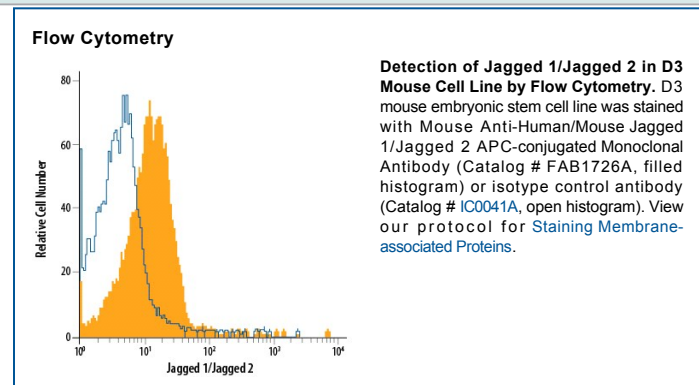 Flow Cytometry
80
60
40
20
0
Relative Cell Number
10⁰ 10¹ 10² 10³ 10⁴
Jagged 1/Jagged 2
Detection of Jagged 1/Jagged 2 in D3
Mouse Cell Line by Flow Cytometry. D3
mouse embryonic stem cell line was stained
with Mouse Anti-Human/Mouse Jagged
1/Jagged 2 APC-conjugated Monoclonal
Antibody (Catalog # FAB1726A, filled
histogram) or isotype control antibody
(Catalog # IC0041A, open histogram). View
our protocol for Staining Membrane-
associated Proteins.